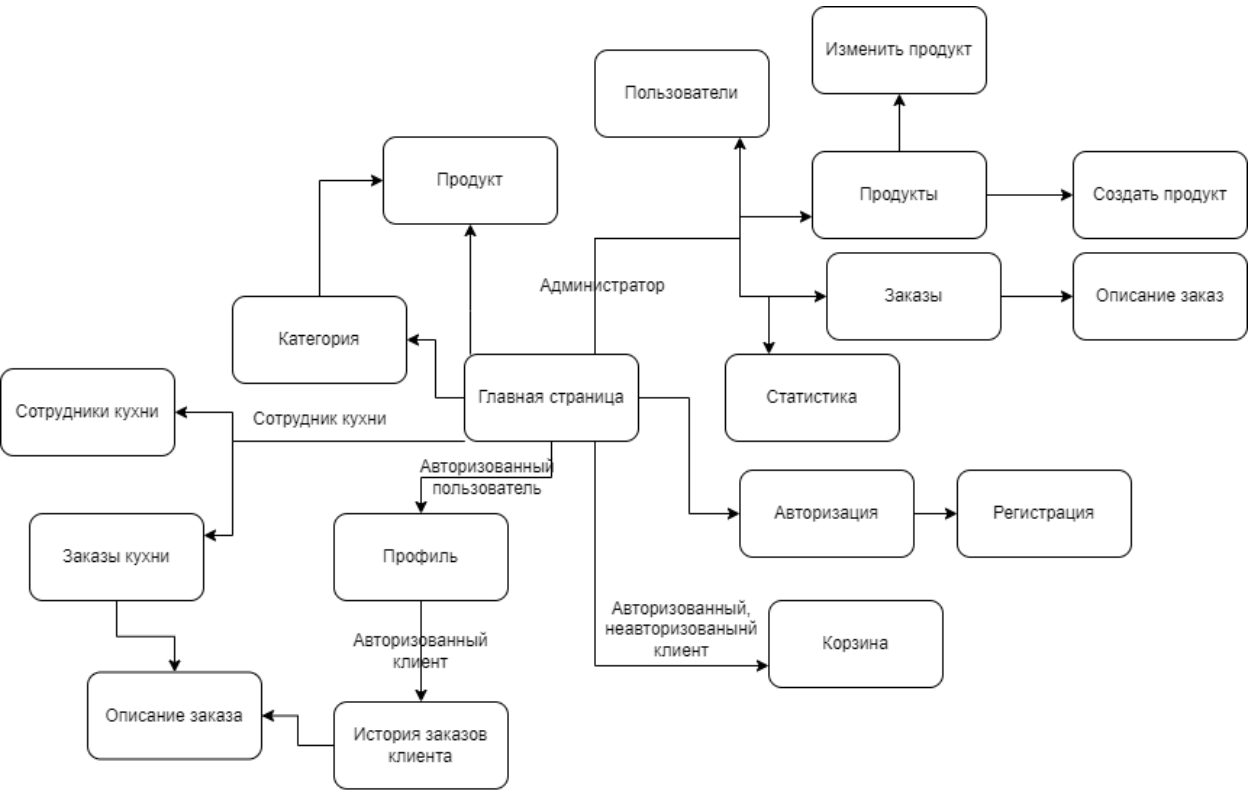 Изменить продукт
Пользователи
Продукт
Продукты
Создать продукт
Администратор
Заказы
Описание заказ
Категория
Главная страница
Статистика
Сотрудники кухни
Сотрудник кухни
Авторизованный
пользователь
Авторизация
Регистрация
Заказы кухни
Профиль
Авторизованный,
неавторизованынй
клиент
Корзина
Авторизованный
клиент
Описание заказа
История заказов
клиента